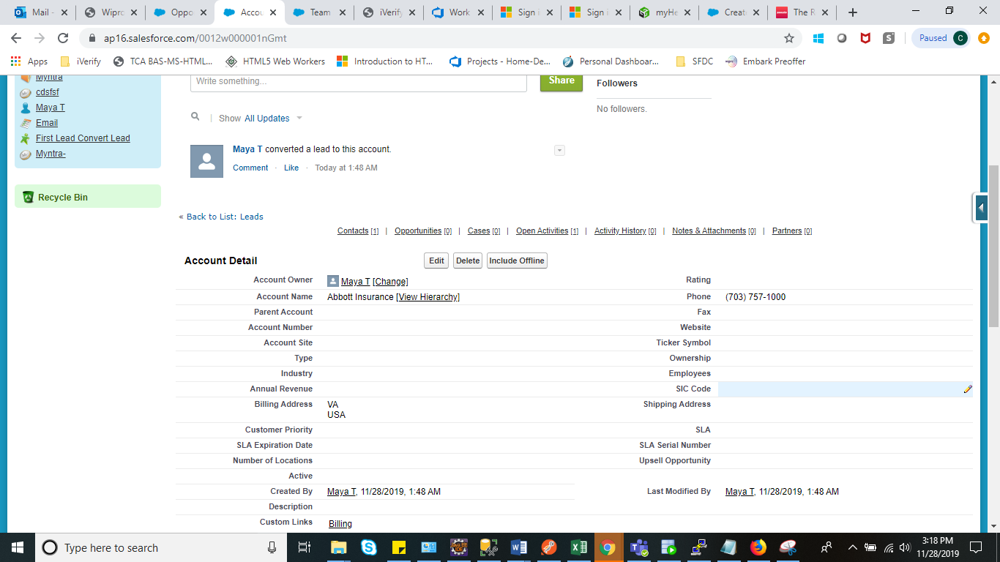 Mail -
Wipro
Oppo
Accou
Team
iVerify
Work
Sign i
Sign i
myHe
Create
The R
ap16.salesforce.com/0012w000001nGmt
Paused C
Apps
iVerify
TCA BAS-MS-HTML...
HTML5 Web Workers
Introduction to HT...
Projects - Home-De...
Personal Dashboar...
SFDC
Embark Preoffer
Myntra
cdsfsf
Maya T
Email
First Lead Convert Lead
Myntra-
Recycle Bin
Write something...
Share
Followers
No followers.
Show All Updates
Maya T converted a lead to this account.
Comment · Like · Today at 1:48 AM
« Back to List: Leads
Contacts [1] | Opportunities [0] | Cases [0] | Open Activities [1] | Activity History [0] | Notes & Attachments [0] | Partners [0]
Account Detail
Edit Delete Include Offline
Account Owner Maya T [Change] Rating
Account Name Abbott Insurance [View Hierarchy] Phone (703) 757-1000
Parent Account Fax
Account Number Website
Account Site Ticker Symbol
Type Ownership
Industry Employees
Annual Revenue SIC Code
Billing Address VA Shipping Address
USA
Customer Priority SLA
SLA Expiration Date SLA Serial Number
Number of Locations Upsell Opportunity
Active
Created By Maya T, 11/28/2019, 1:48 AM Last Modified By Maya T, 11/28/2019, 1:48 AM
Description
Custom Links Billing
Type here to search
3:18 PM
11/28/2019